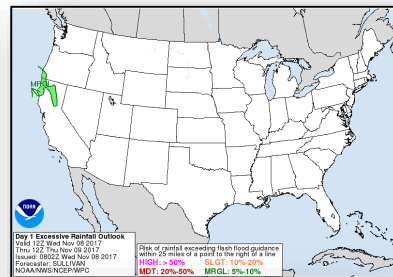 MRGL
NOAA
Day 1 Excessive Rainfall Outlook
Valid 12Z Wed Nov 08 2017
Thru 12Z Thu Nov 09 2017
Issued: 0802Z Wed Nov 08 2017
Forecaster: SULLIVAN
NOAA/NWS/NCEP/WPC
Risk of rainfall exceeding flash flood guidance
within 25 miles of a point to the right of a line
HIGH: > 50% SLGT: 10%-20%
MDT: 20%-50% MRGL: 5%-10%